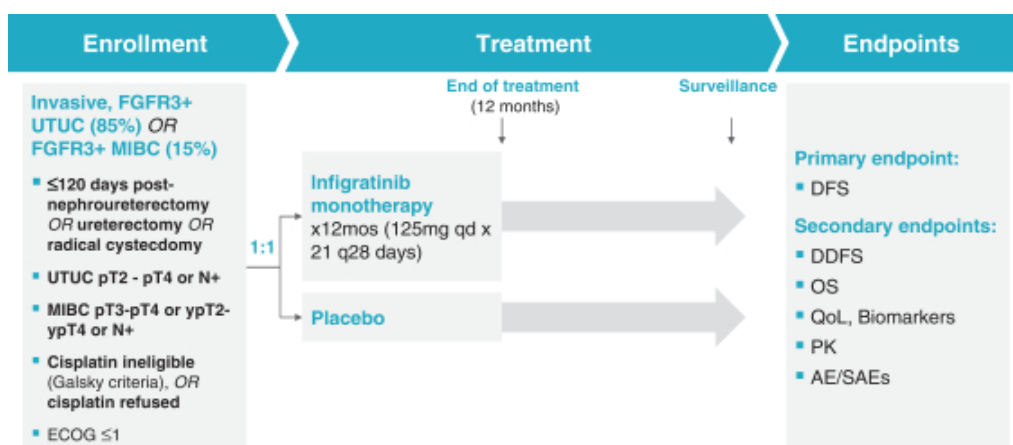 Enrollment
Treatment
Endpoints
Invasive, FGFR3+
UTUC (85%) OR
FGFR3+ MIBC (15%)
≤120 days post-
nephroureterectomy
OR ureterectomy OR
radical cystecdomy
UTUC pT2 - pT4 or N+
MIBC pT3-pT4 or ypT2-
ypT4 or N+
Cisplatin ineligible
(Galsky criteria), OR
cisplatin refused
ECOG ≤1
1:1
End of treatment
(12 months)
Surveillance
Infigratinib
monotherapy
x12mos (125mg qd x
21 q28 days)
Placebo
Primary endpoint:
DFS
Secondary endpoints:
DDFS
OS
QoL, Biomarkers
PK
AE/SAEs